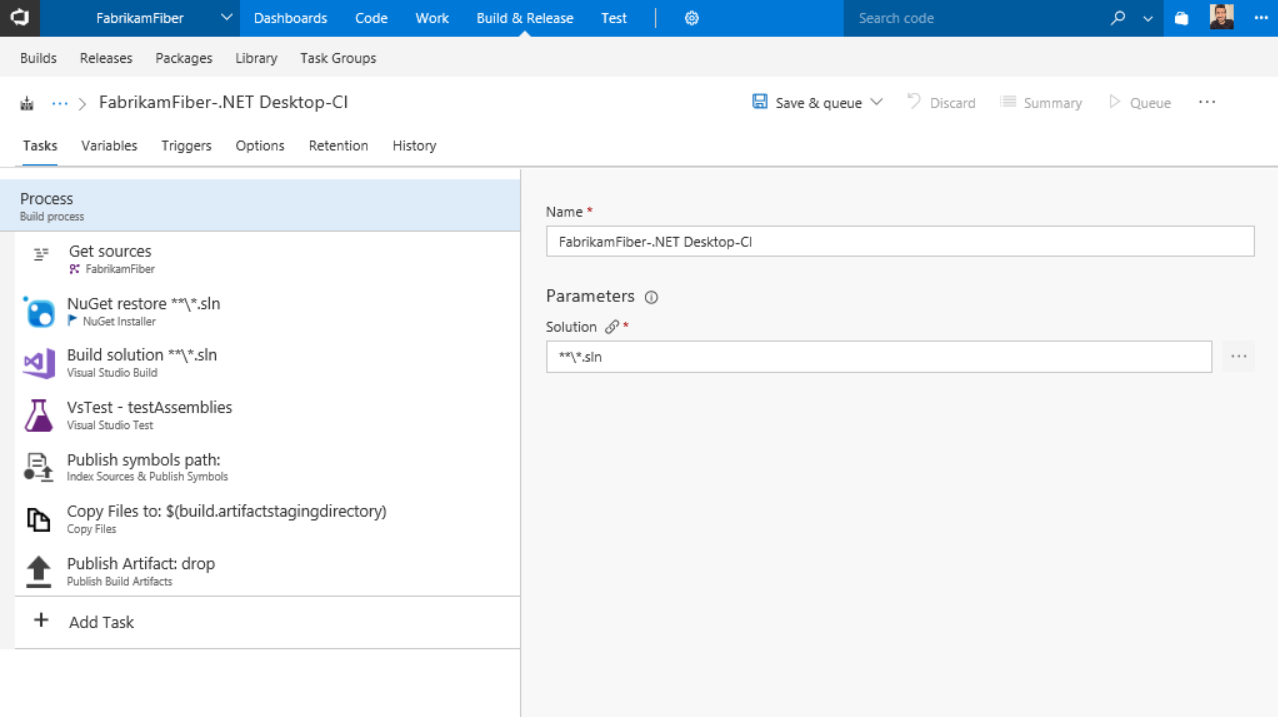 FabrikamFiber Dashboards Code Work Build & Release Test Search code
Builds Releases Packages Library Task Groups
FabrikamFiber-.NET Desktop-CI Save & queue Discard Summary Queue
Tasks Variables Triggers Options Retention History
Process
Build process
Get sources
FabrikamFiber
NuGet restore **\*.sln
NuGet Installer
Build solution **\*.sln
Visual Studio Build
VsTest - testAssemblies
Visual Studio Test
Publish symbols path:
Index Sources & Publish Symbols
Copy Files to: $(build.artifactstagingdirectory)
Copy Files
Publish Artifact: drop
Publish Build Artifacts
+ Add Task
Name *
FabrikamFiber-.NET Desktop-CI
Parameters
Solution *
**\*.sln